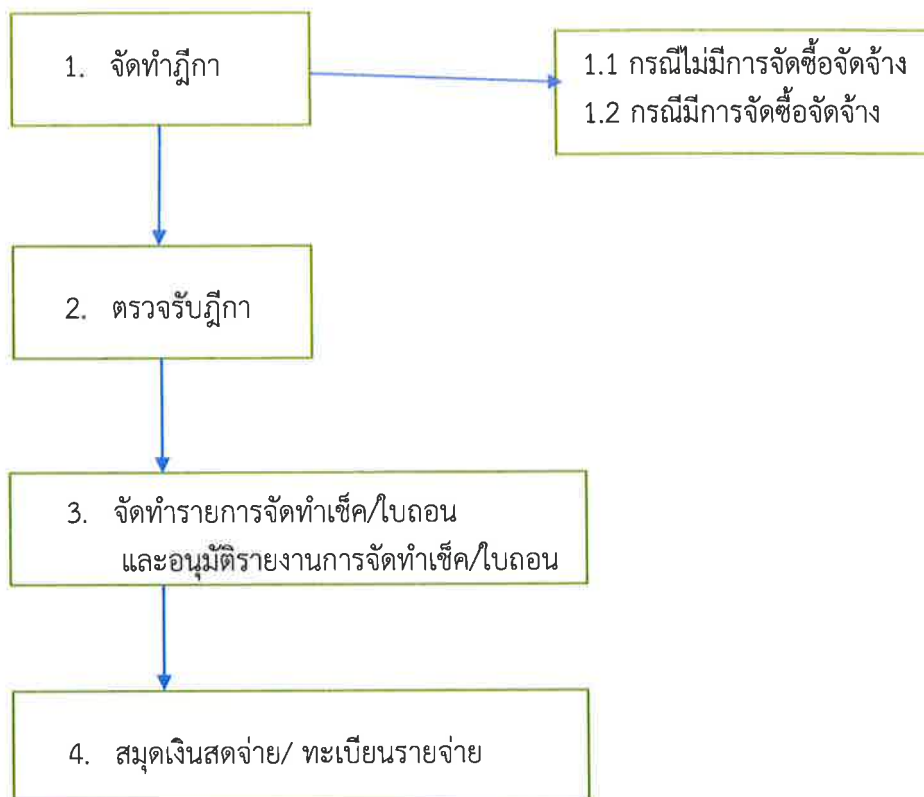 1. จัดทำฎีกา
1.1 กรณีไม่มีการจัดซื้อจัดจ้าง
1.2 กรณีมีการจัดซื้อจัดจ้าง
2. ตรวจรับฎีกา
3. จัดทำรายการจัดทำเช็ค/ใบถอน
และอนุมัติรายงานการจัดทำเช็ค/ใบถอน
4. สมุดเงินสดจ่าย/ ทะเบียนรายจ่าย